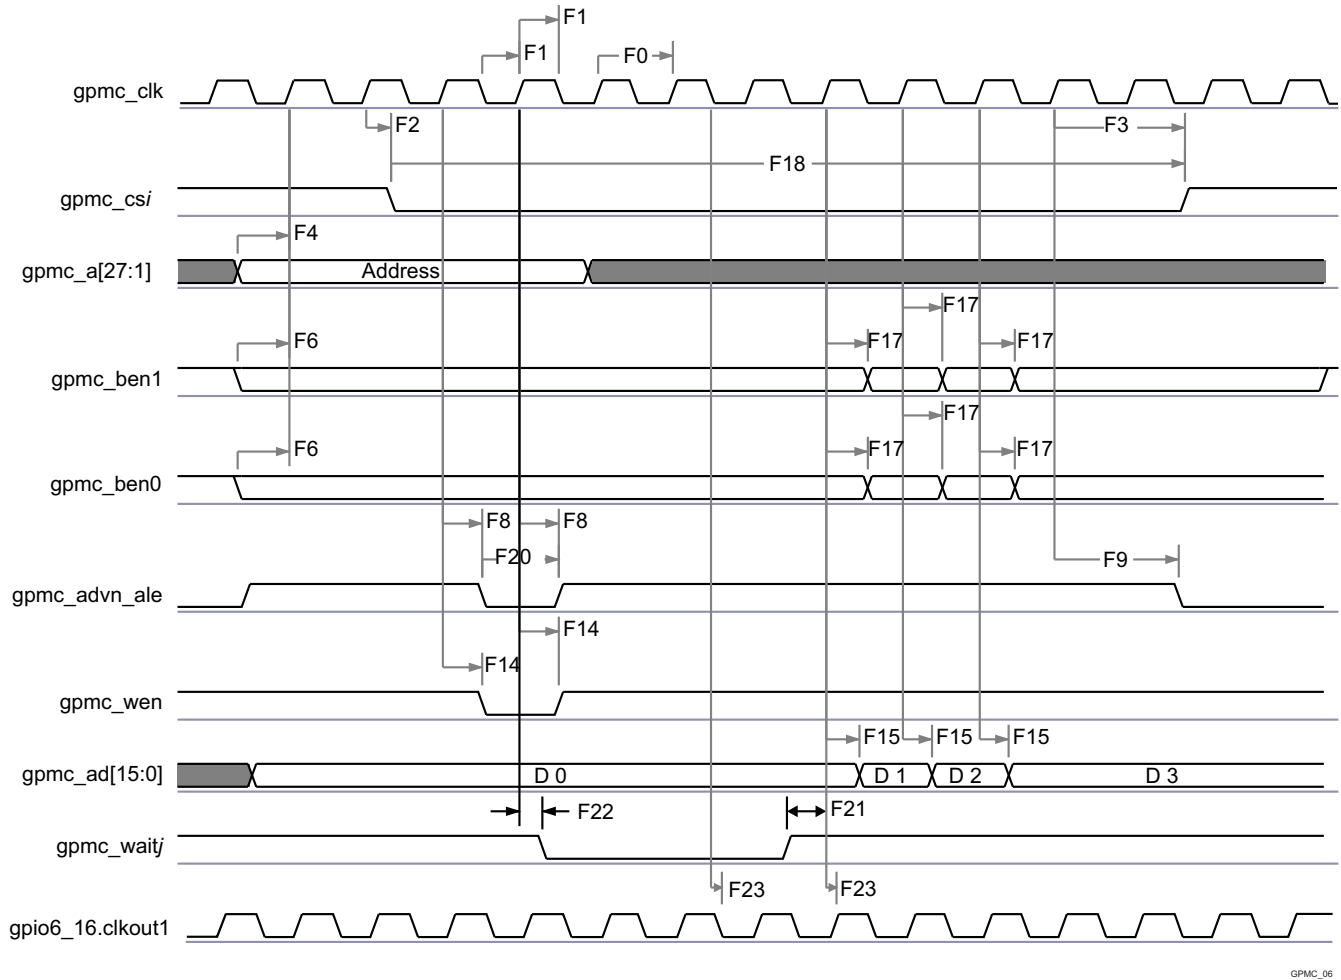 F1
F1
F0
gpmc_clk
F2
F3
F18
gpmc_csi
F4
gpmc_a[27:1]
Address
F17
F6
F17
F17
gpmc_ben1
F17
F6
F17
F17
gpmc_ben0
F8
F8
F20
F9
gpmc_advn_ale
F14
F14
gpmc_wen
F15
F15
F15
gpmc_ad[15:0]
D 0
D 1
D 2
D 3
F22
F21
gpmc_waitj
F23
F23
gpio6_16.clkout1
GPMC_06